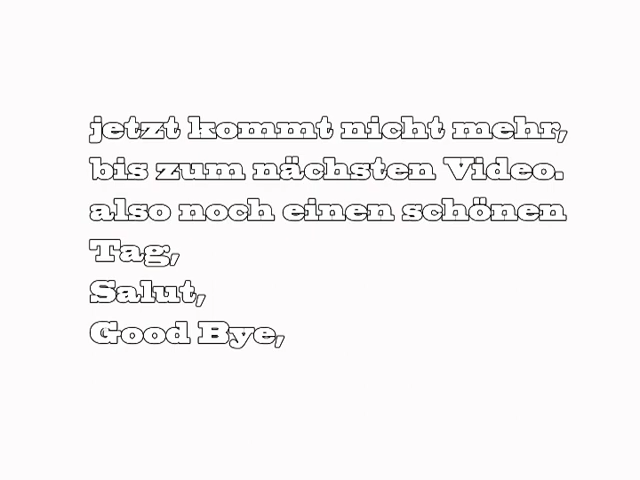 jetzt kommt nicht mehr,
bis zum nächsten Video.
also noch einen schönen
Tag,
Salut,
Good Bye,